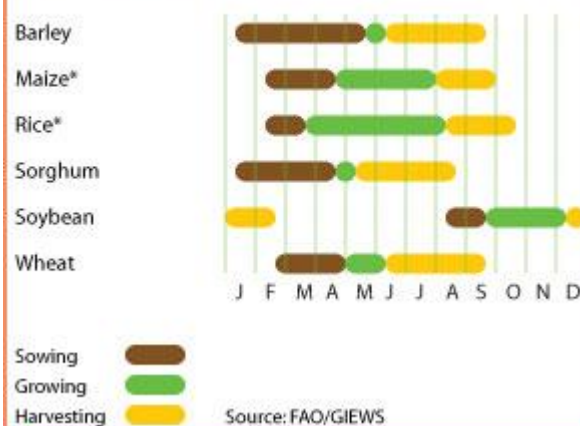 Barley
Maize*
Rice*
Sorghum
Soybean
Wheat
J F M A M J J A S O N D
Sowing
Growing
Harvesting
Source: FAO/GIEWS